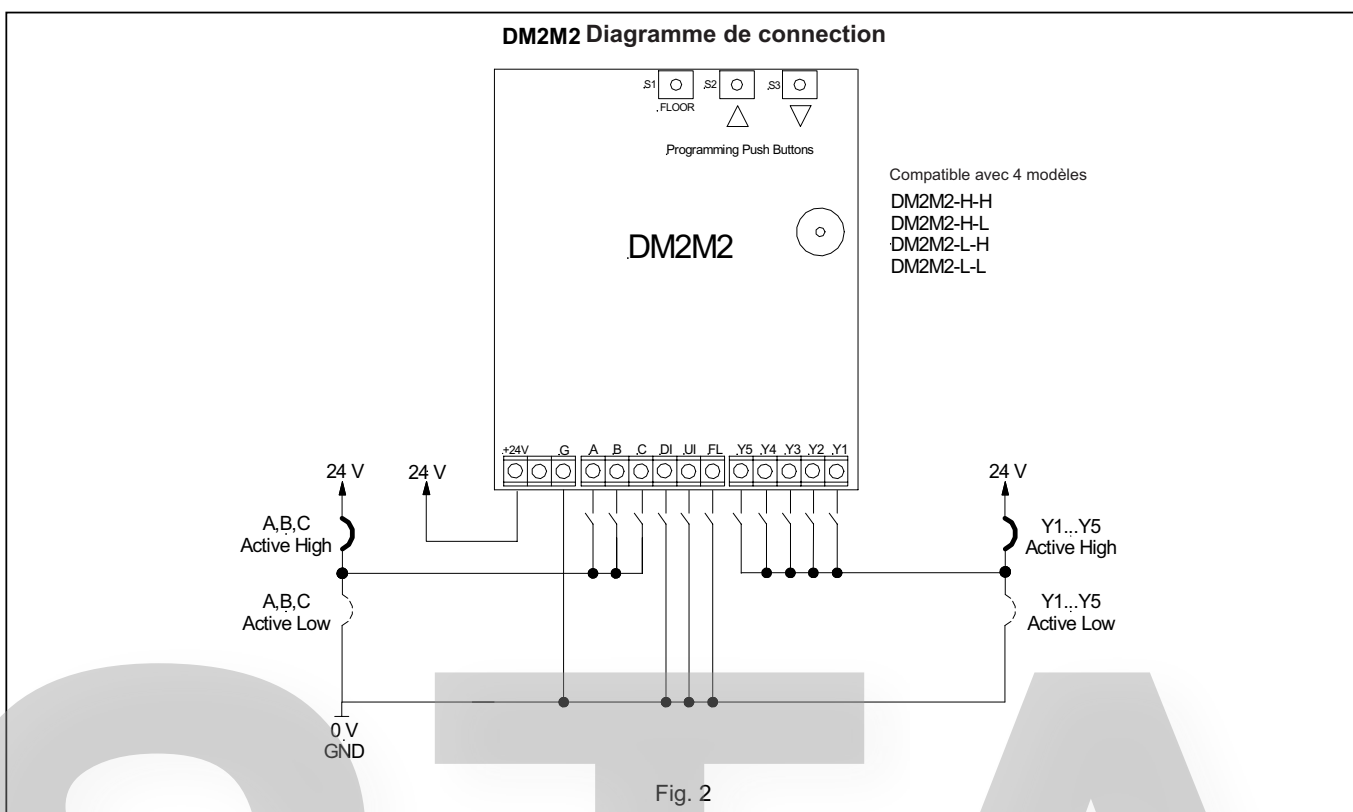 DM2M2 Diagramme de connection
S1 S2 S3
FLOOR
Programming Push Buttons
Compatible avec 4 modèles
DM2M2-H-H
DM2M2-H-L
DM2M2-L-H
DM2M2-L-L
DM2M2
+24V G A B C DI UI FL Y5 Y4 Y3 Y2 Y1
24 V 24 V 24 V
A,B,C
Active High
Y1...Y5
Active High
A,B,C
Active Low
Y1...Y5
Active Low
0 V
GND
Fig. 2